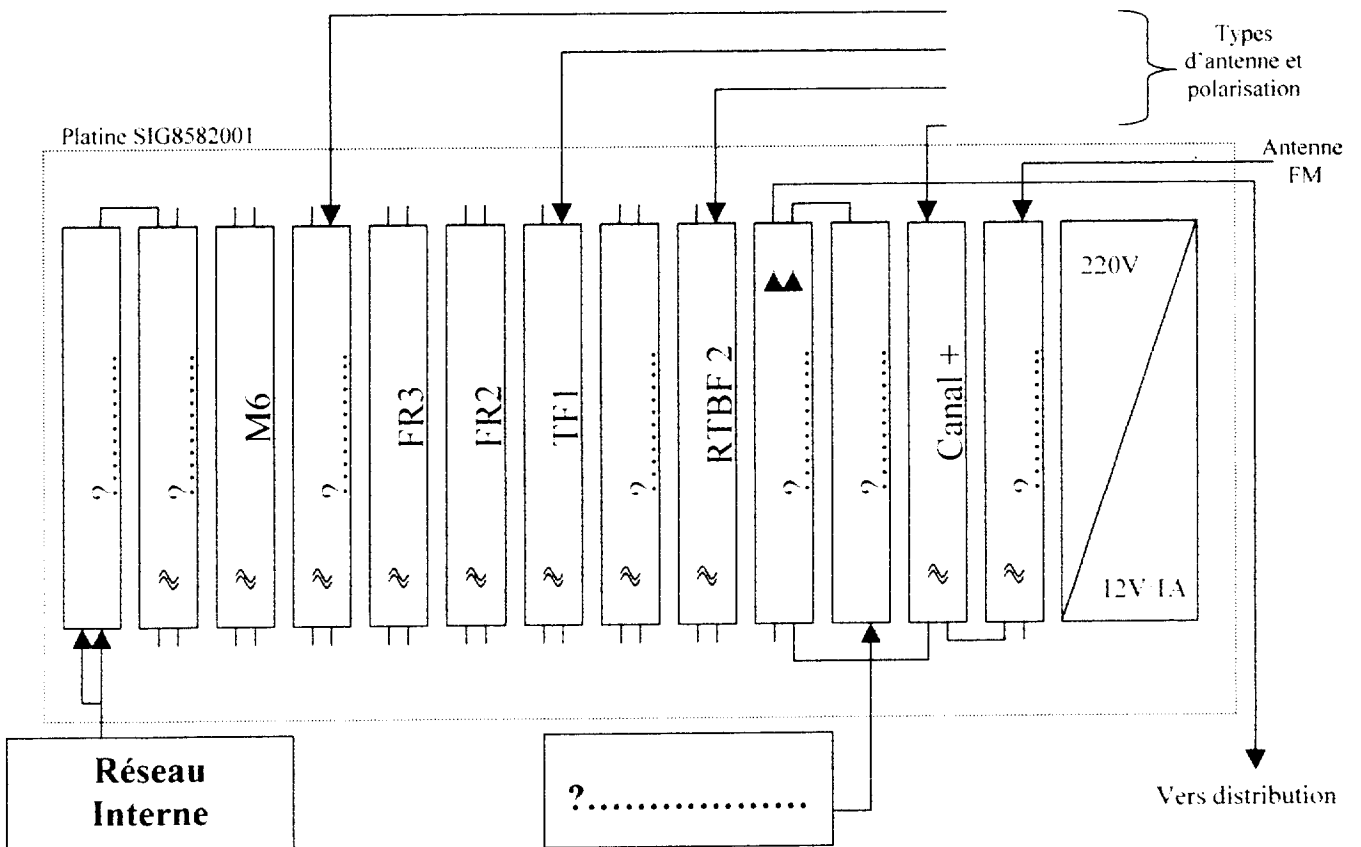 Types
d'antenne et
polarisation
Platine SIG8582001
Antenne
FM
?..........
?..........
M6
?..........
FR3
FR2
TF1
?..........
RTBF 2
?..........
?..........
Canal +
?..........
220V
12V 1A
Réseau
Interne
?..................
Vers distribution